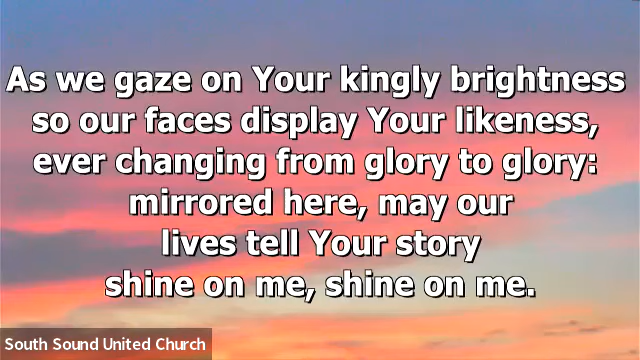 As we gaze on Your kingly brightness
so our faces display Your likeness,
ever changing from glory to glory:
mirrored here, may our
lives tell Your story
shine on me, shine on me.
South Sound United Church